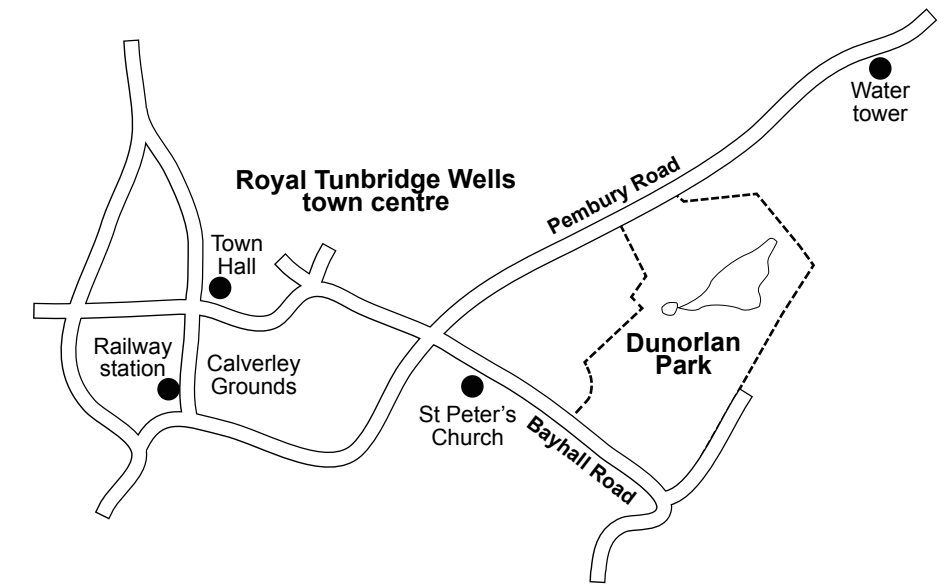 Water
tower
Pembury Road
Royal Tunbridge Wells
town centre
Town
Hall
Dunorlan
Park
Railway
station
Calverley
Grounds
St Peter’s
Church
Bayhall Road